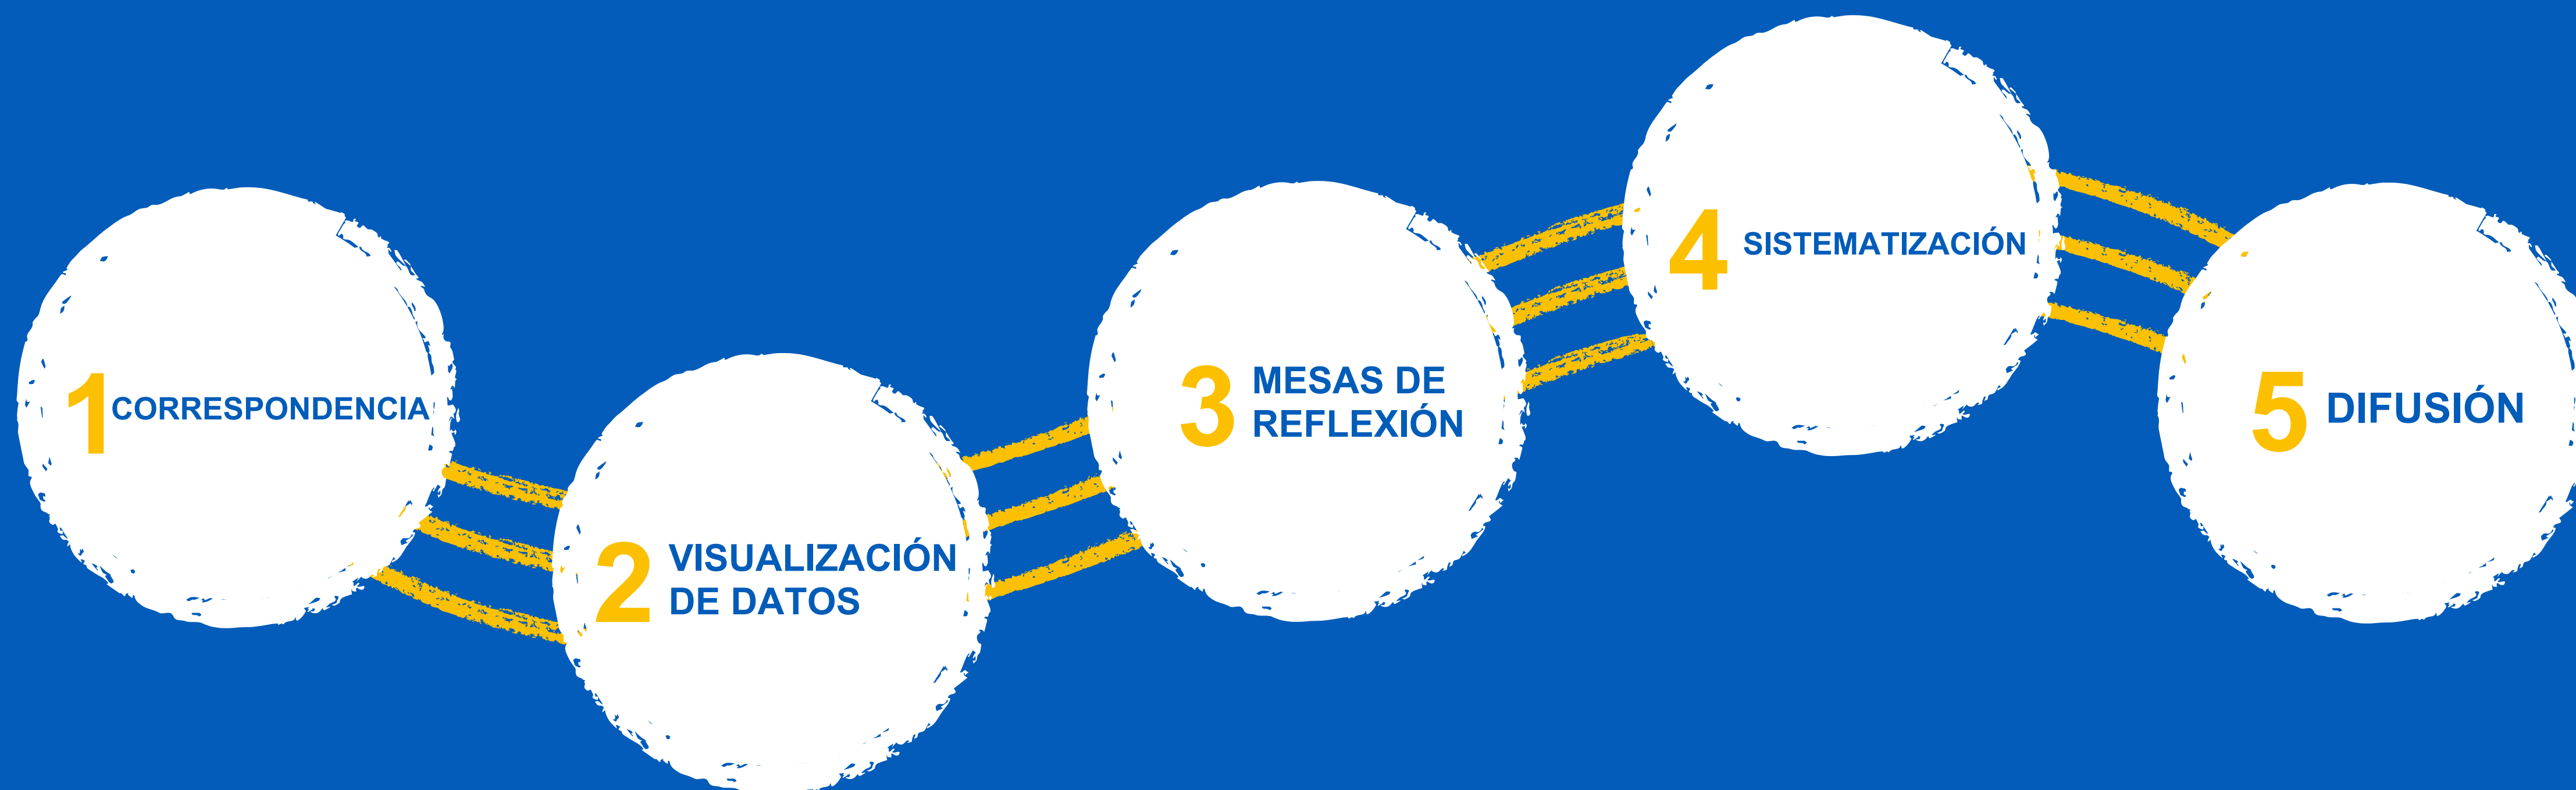 1 CORRESPONDENCIA
2 VISUALIZACIÓN
DE DATOS
3 MESAS DE
REFLEXIÓN
4 SISTEMATIZACIÓN
5 DIFUSIÓN